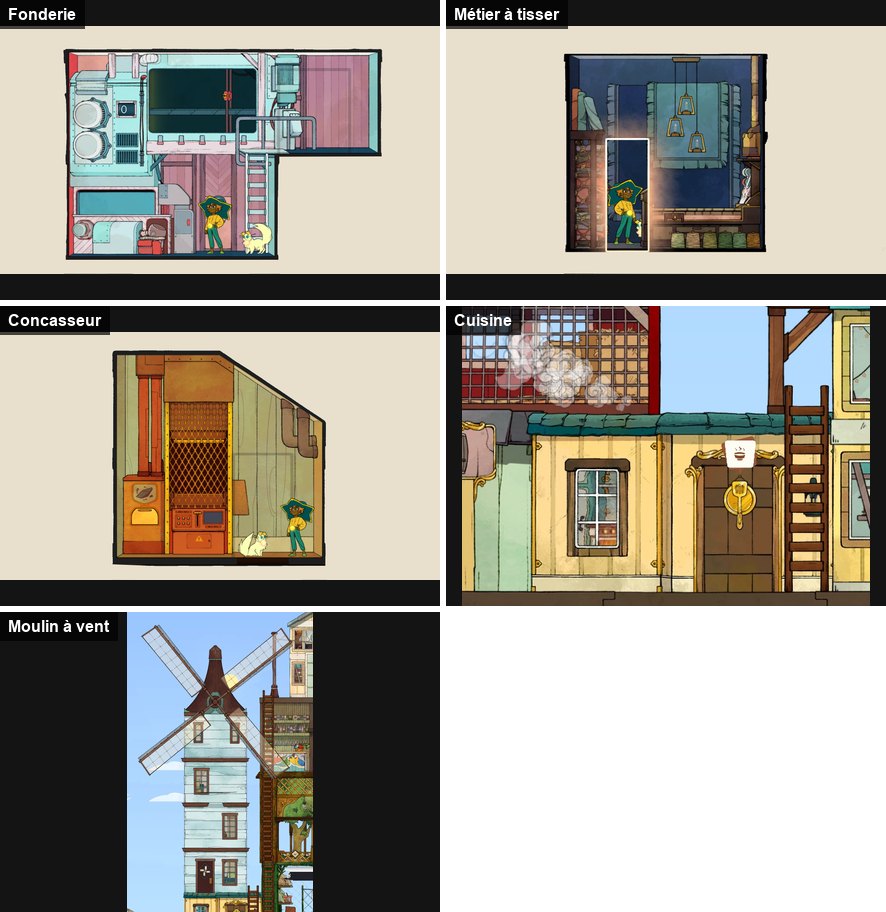 Fonderie
Métier à tisser
Concasseur
Cuisine
Moulin à vent